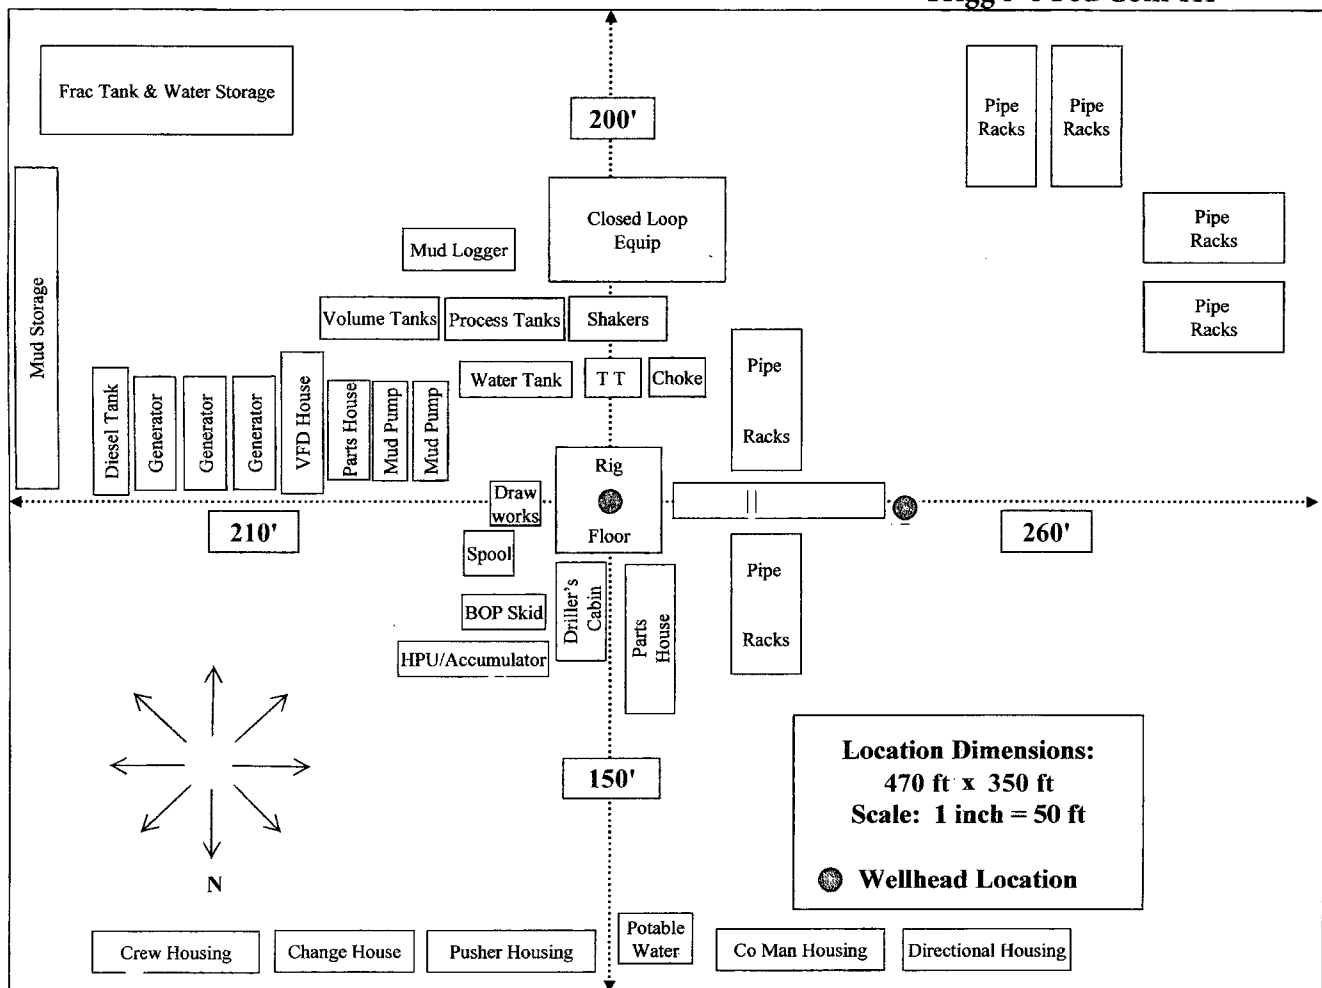 Frac Tank & Water Storage
200'
Pipe
Racks
Pipe
Racks
Closed Loop
Equip
Mud Logger
Pipe
Racks
Pipe
Racks
Mud Storage
Volume Tanks
Process Tanks
Shakers
Water Tank
T T
Choke
Pipe
Racks
Diesel Tank
Generator
Generator
Generator
VFD House
Parts House
Mud Pump
Mud Pump
Rig
Floor
Draw
works
210'
260'
Spool
BOP Skid
HPU/Accumulator
Driller's
Cabin
Parts
House
Pipe
Racks
150'
Location Dimensions:
470 ft x 350 ft
Scale: 1 inch = 50 ft
Wellhead Location
N
Crew Housing
Change House
Pusher Housing
Potable
Water
Co Man Housing
Directional Housing